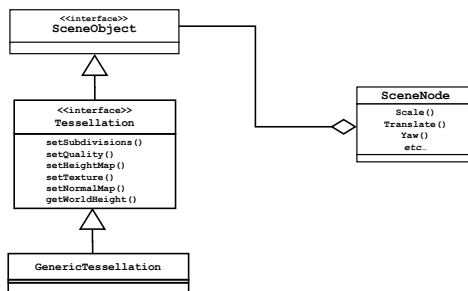 <<interface>>
SceneObject
<<interface>>
Tessellation
setSubdivisions()
setQuality()
setHeightMap()
setTexture()
setNormalMap()
getWorldHeight()
GenericTessellation
SceneNode
Scale()
Translate()
Yaw()
etc…